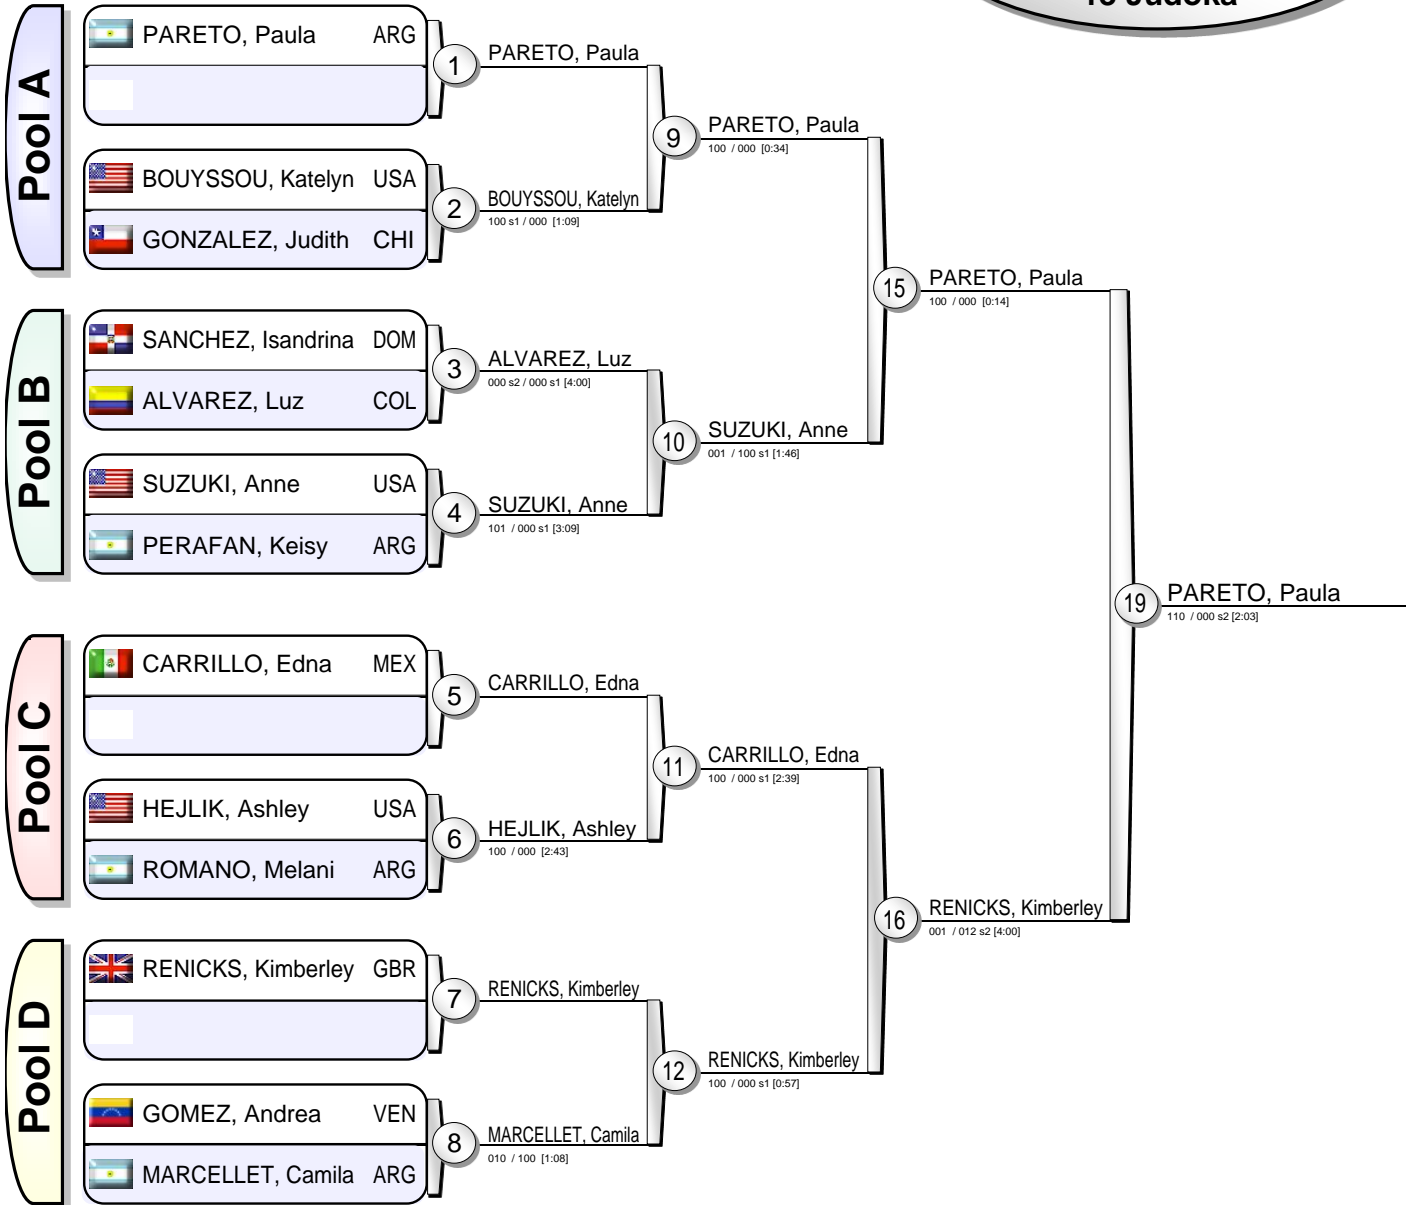 13 Judoka
Pool A
PARETO, Paula ARG
BOUYSSOU, Katelyn USA
GONZALEZ, Judith CHI
Pool B
SANCHEZ, Isandrina DOM
ALVAREZ, Luz COL
SUZUKI, Anne USA
PERAFAN, Keisy ARG
Pool C
CARRILLO, Edna MEX
HEJLIK, Ashley USA
ROMANO, Melani ARG
Pool D
RENICKS, Kimberley GBR
GOMEZ, Andrea VEN
MARCELLET, Camila ARG
1
PARETO, Paula
2
BOUYSSOU, Katelyn
100 s1 / 000 [1:09]
3
ALVAREZ, Luz
000 s2 / 000 s1 [4:00]
4
SUZUKI, Anne
101 / 000 s1 [3:09]
5
CARRILLO, Edna
6
HEJLIK, Ashley
100 / 000 [2:43]
7
RENICKS, Kimberley
8
MARCELLET, Camila
010 / 100 [1:08]
9
PARETO, Paula
100 / 000 [0:34]
10
SUZUKI, Anne
001 / 100 s1 [1:46]
11
CARRILLO, Edna
100 / 000 s1 [2:39]
12
RENICKS, Kimberley
100 / 000 s1 [0:57]
15
PARETO, Paula
100 / 000 [0:14]
16
RENICKS, Kimberley
001 / 012 s2 [4:00]
19
PARETO, Paula
110 / 000 s2 [2:03]